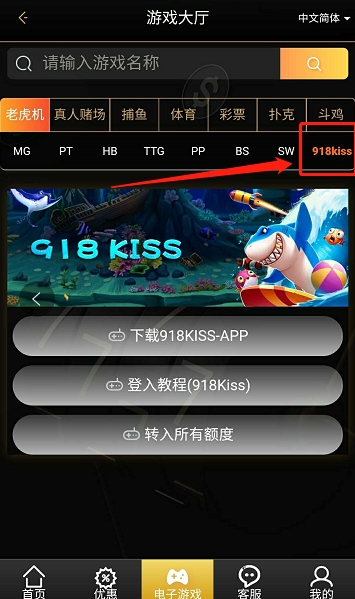 游戏大厅
中文简体
请输入游戏名称
老虎机 真人赌场 捕鱼 体育 彩票 扑克 斗鸡
MG PT HB TTG PP BS SW 918kiss
918 KISS
下载918KISS-APP
登入教程(918Kiss)
转入所有额度
首页 优惠 电子游戏 客服 我的